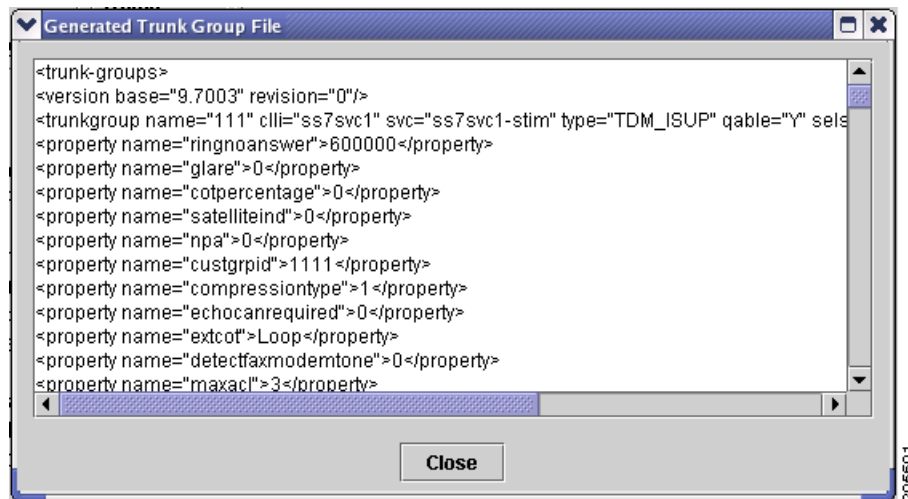 Generated Trunk Group File
<trunk-groups>
<version base="9.7003" revision="0"/>
<trunkgroup name="111" clli="ss7svc1" svc="ss7svc1-stim" type="TDM_ISUP" qable="Y" sels
<property name="ringnoanswer">600000</property>
<property name="glare">0</property>
<property name="cotpercentage">0</property>
<property name="satelliteind">0</property>
<property name="npa">0</property>
<property name="custgrpid">1111</property>
<property name="compressiontype">1</property>
<property name="echocanrequired">0</property>
<property name="extcot">Loop</property>
<property name="detectfaxmodemtone">0</property>
<property name="maxacl">3</property>
Close